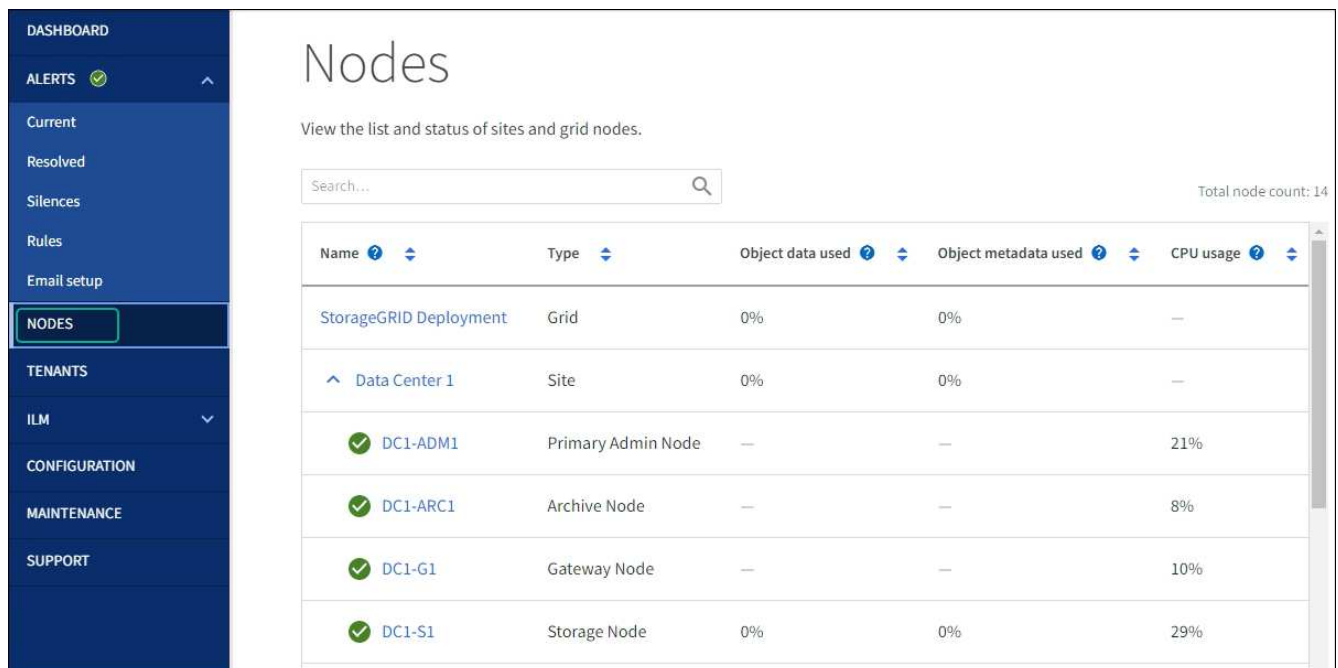 DASHBOARD
ALERTS
Current
Resolved
Silences
Rules
Email setup
NODES
TENANTS
ILM
CONFIGURATION
MAINTENANCE
SUPPORT
Nodes
View the list and status of sites and grid nodes.
Search...
Total node count: 14
Name ? Type Object data used ? Object metadata used ? CPU usage ?
StorageGRID Deployment Grid 0% 0% —
Data Center 1 Site 0% 0% —
DC1-ADM1 Primary Admin Node — — 21%
DC1-ARC1 Archive Node — — 8%
DC1-G1 Gateway Node — — 10%
DC1-S1 Storage Node 0% 0% 29%